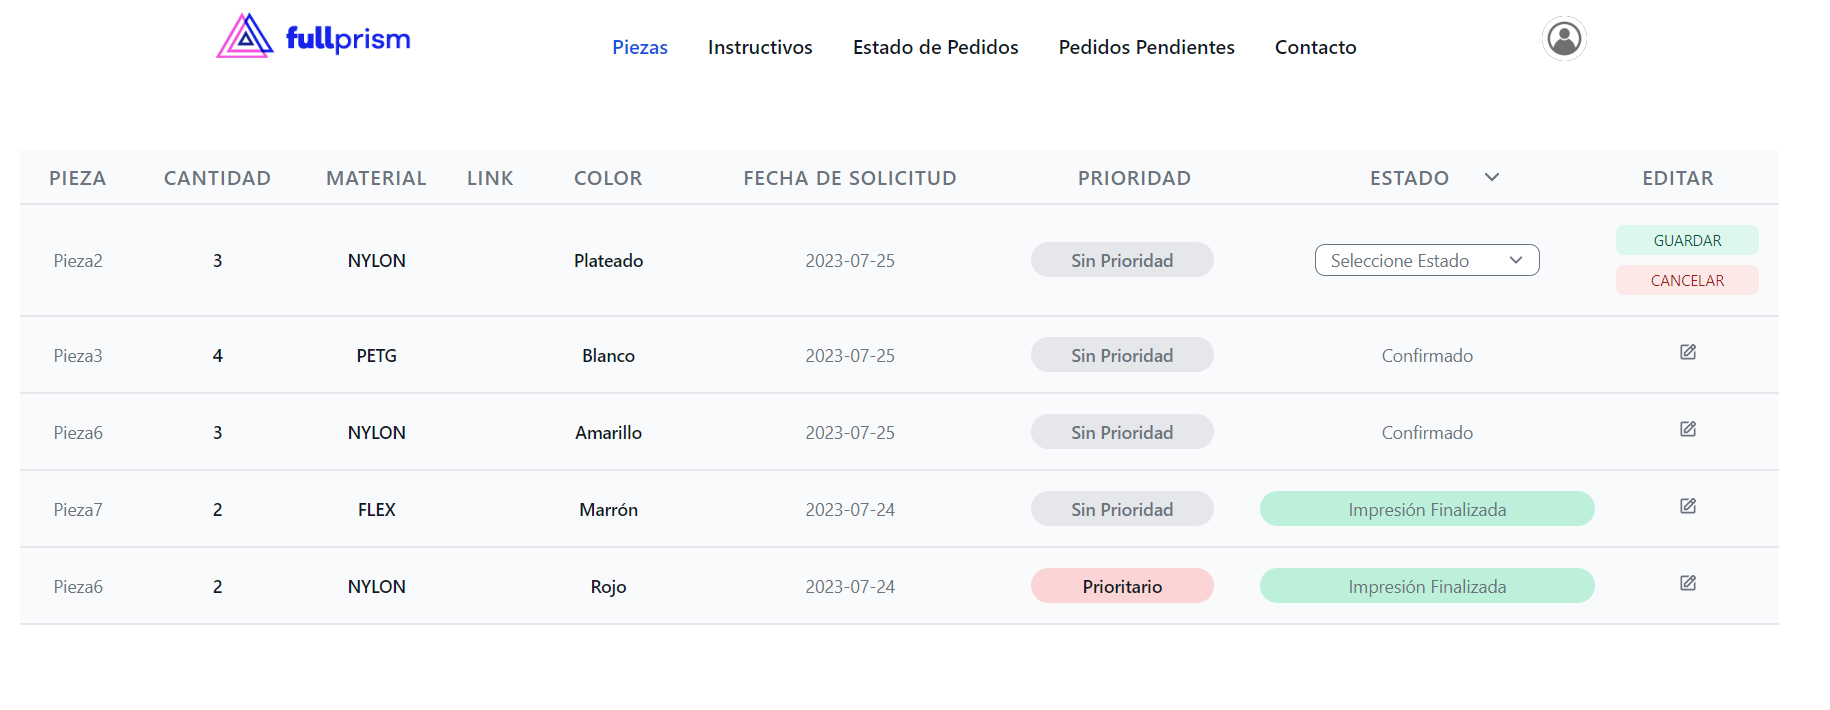 fullprism Piezas Instructivos Estado de Pedidos Pedidos Pendientes Contacto
PIEZA CANTIDAD MATERIAL LINK COLOR FECHA DE SOLICITUD PRIORIDAD ESTADO EDITAR
Pieza2 3 NYLON Plateado 2023-07-25 Sin Prioridad Seleccione Estado GUARDAR
CANCELAR
Pieza3 4 PETG Blanco 2023-07-25 Sin Prioridad Confirmado
Pieza6 3 NYLON Amarillo 2023-07-25 Sin Prioridad Confirmado
Pieza7 2 FLEX Marrón 2023-07-24 Sin Prioridad Impresión Finalizada
Pieza6 2 NYLON Rojo 2023-07-24 Prioritario Impresión Finalizada